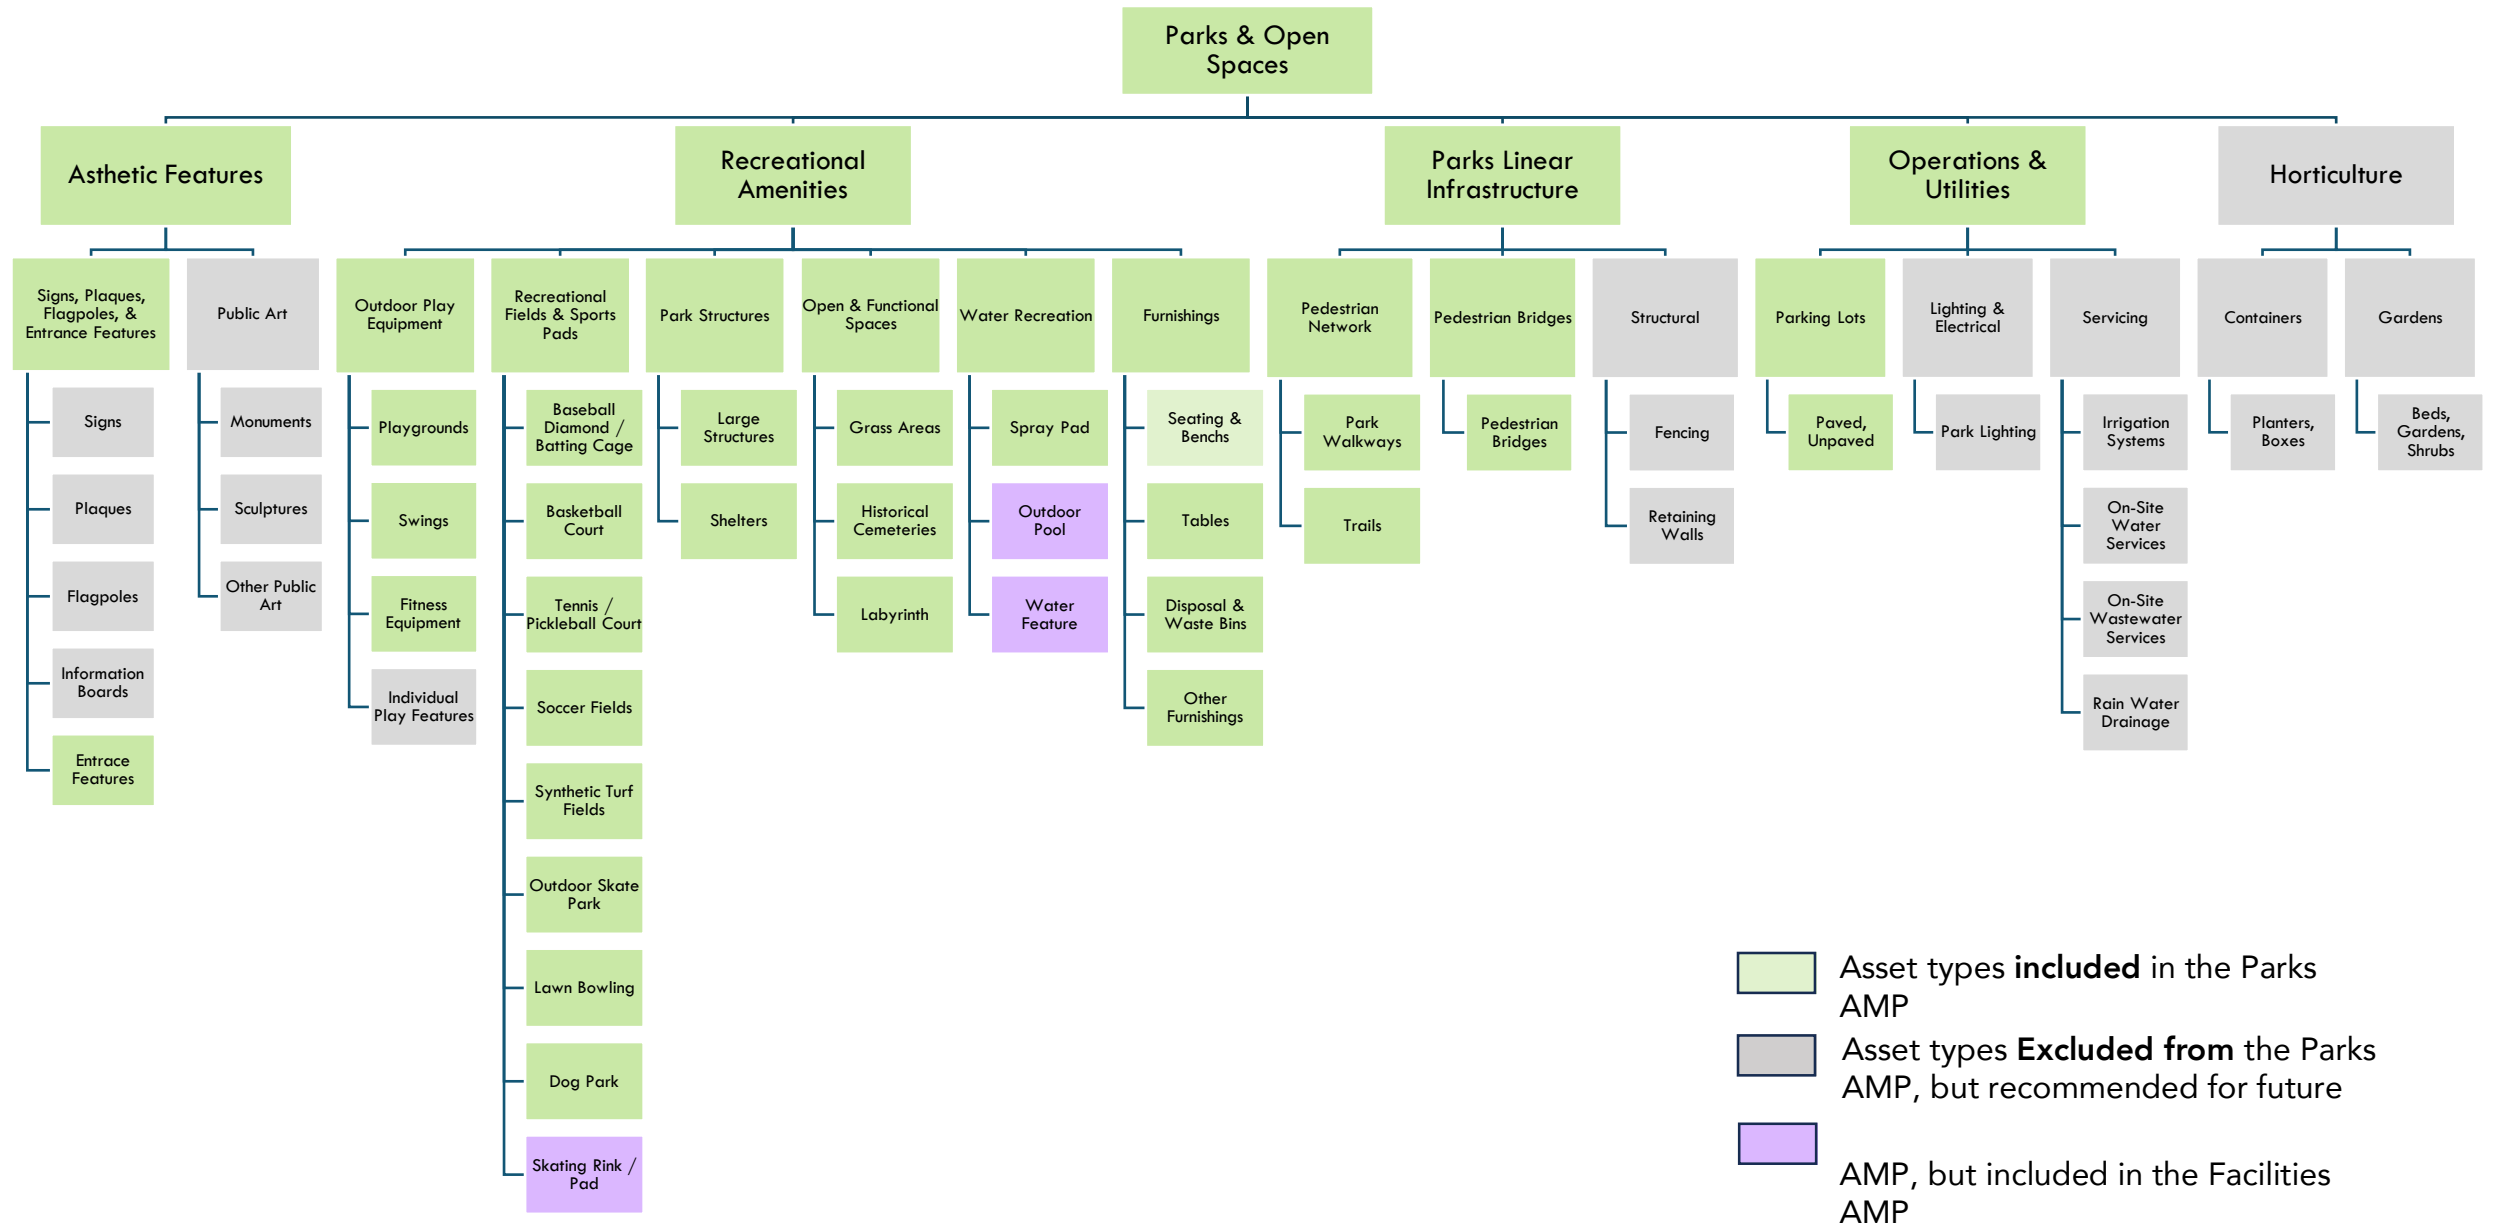 Parks & Open
Spaces
Asthetic Features
Recreational
Amenities
Parks Linear
Infrastructure
Operations &
Utilities
Horticulture
Signs, Plaques,
Flagpoles, &
Entrance Features
Public Art
Outdoor Play
Equipment
Recreational
Fields & Sports
Pads
Park Structures
Open & Functional
Spaces
Water Recreation
Furnishings
Pedestrian
Network
Pedestrian Bridges
Structural
Parking Lots
Lighting &
Electrical
Servicing
Containers
Gardens
Signs
Plaques
Flagpoles
Information
Boards
Entrace
Features
Monuments
Sculptures
Other Public
Art
Playgrounds
Swings
Fitness
Equipment
Individual
Play Features
Baseball
Diamond /
Batting Cage
Basketball
Court
Tennis /
Pickleball Court
Soccer Fields
Synthetic Turf
Fields
Outdoor Skate
Park
Lawn Bowling
Dog Park
Skating Rink /
Pad
Large
Structures
Shelters
Grass Areas
Historical
Cemeteries
Labyrinth
Spray Pad
Outdoor
Pool
Water
Feature
Seating &
Benchs
Tables
Disposal &
Waste Bins
Other
Furnishings
Park
Walkways
Trails
Pedestrian
Bridges
Fencing
Retaining
Walls
Paved,
Unpaved
Park Lighting
Irrigation
Systems
On-Site
Water
Services
On-Site
Wastewater
Services
Rain Water
Drainage
Planters,
Boxes
Beds,
Gardens,
Shrubs
Asset types included in the Parks
AMP
Asset types Excluded from the Parks
AMP, but recommended for future
AMP, but included in the Facilities
AMP